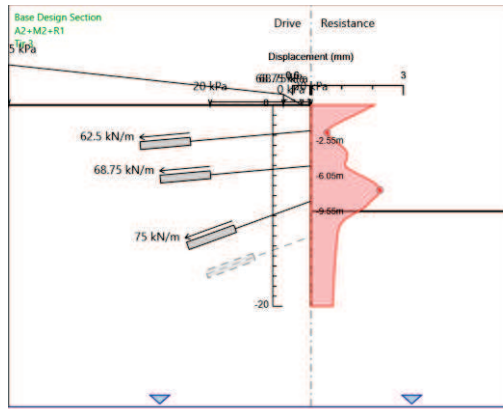 Base Design Section
A2+M2+R1
Drive
Resistance
5 kPa
Displacement (mm)
3
20 kPa
0 kPa
62.5 kN/m
-2.55m
68.75 kN/m
-6.05m
-9.55m
75 kN/m
-20